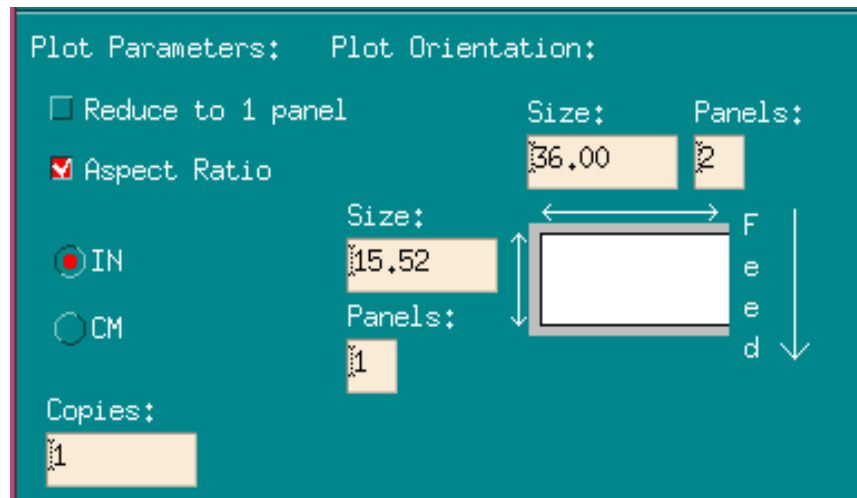 Plot Parameters: Plot Orientation:
Reduce to 1 panel
Size: Panels:
36.00 2
Aspect Ratio
Size:
15.52
IN
Panels:
1
CM
Feed
Copies:
1